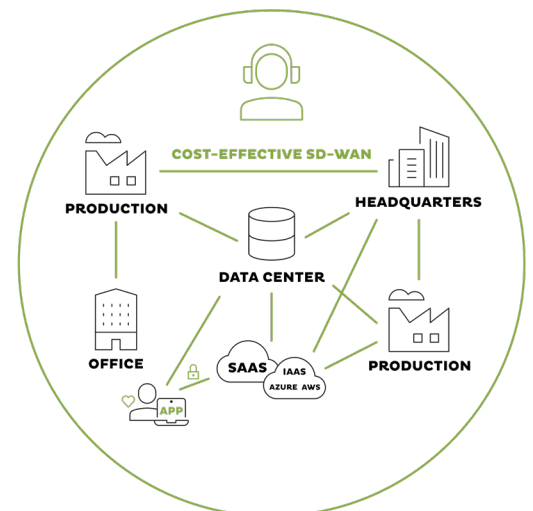 COST-EFFECTIVE SD-WAN
PRODUCTION
HEADQUARTERS
DATA CENTER
OFFICE
SAAS
IAAS
AZURE AWS
PRODUCTION
APP